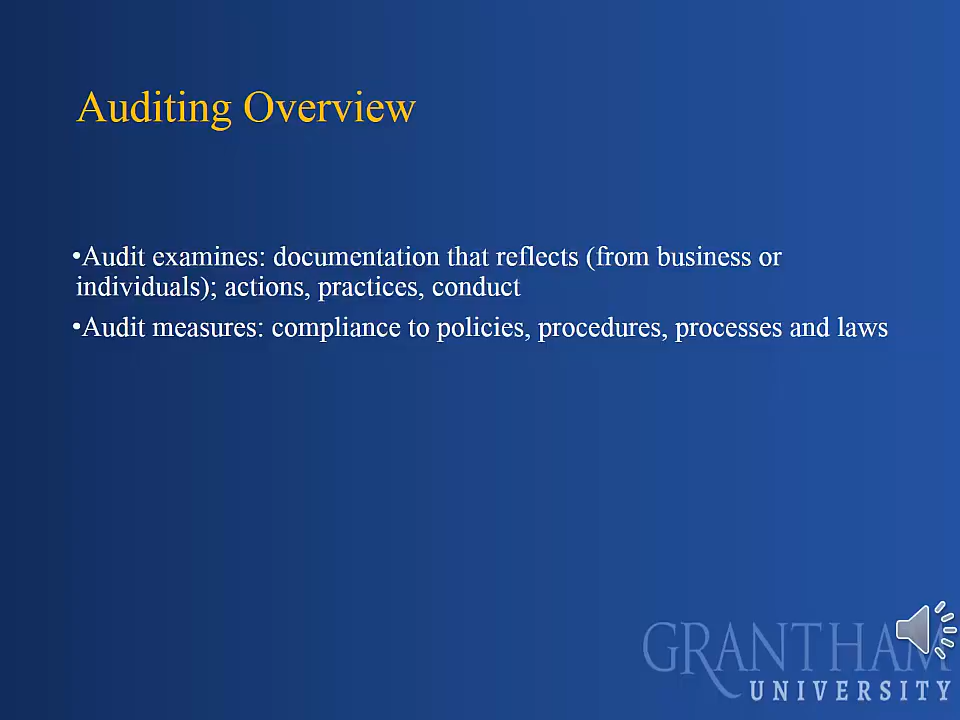 Auditing Overview
•Audit examines: documentation that reflects (from business or
individuals); actions, practices, conduct
•Audit measures: compliance to policies, procedures, processes and laws
GRANTHAM
UNIVERSITY